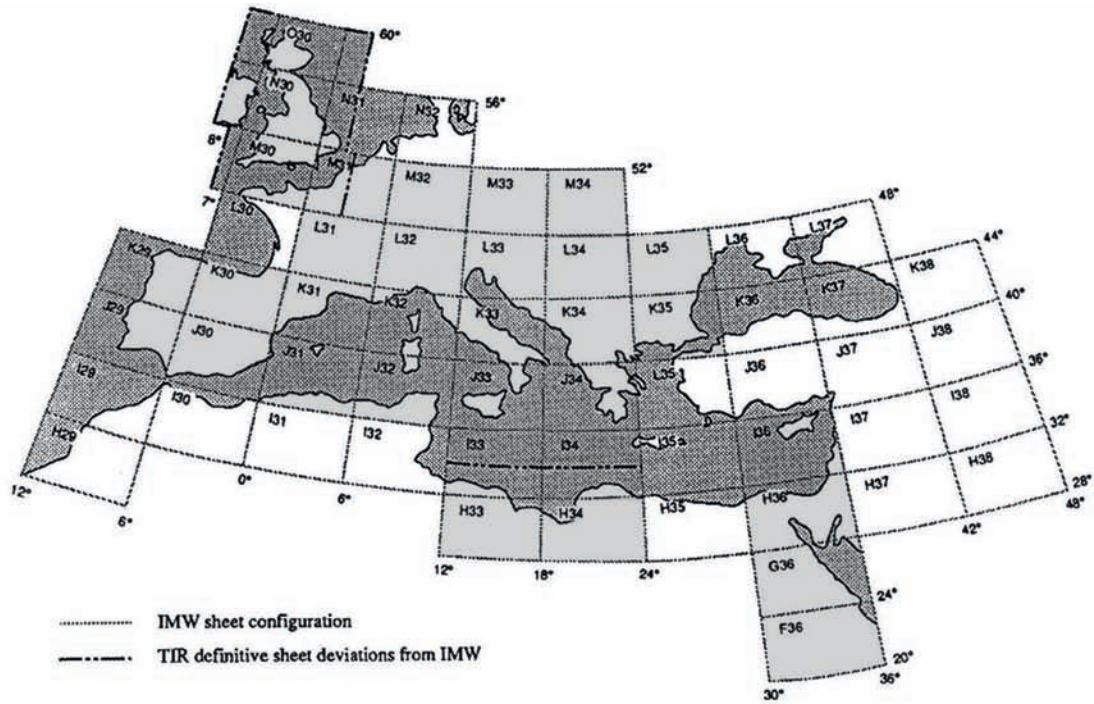 O30 60°
N30 N31 N32 56°
8°
M30 M31 52°
M32 M33 M34
7° L30 48°
L31 L32 L33 L34 L35 L36 L37
44°
K29 K30 K31 K32 K33 K34 K35 K36 K37 K38
40°
J29 J30 J31 J32 J33 J34 L35 J36 J37 J38
36°
I29 I30 I31 I32 I33 I34 I35a I36 I37 I38
32°
H29 H33 H34 H35 H36 H37 H38
28°
12° 6° 0° 6° 12° 18° 24° 42° 48°
G36
24°
F36
20°
30° 36°
IMW sheet configuration
TIR definitive sheet deviations from IMW